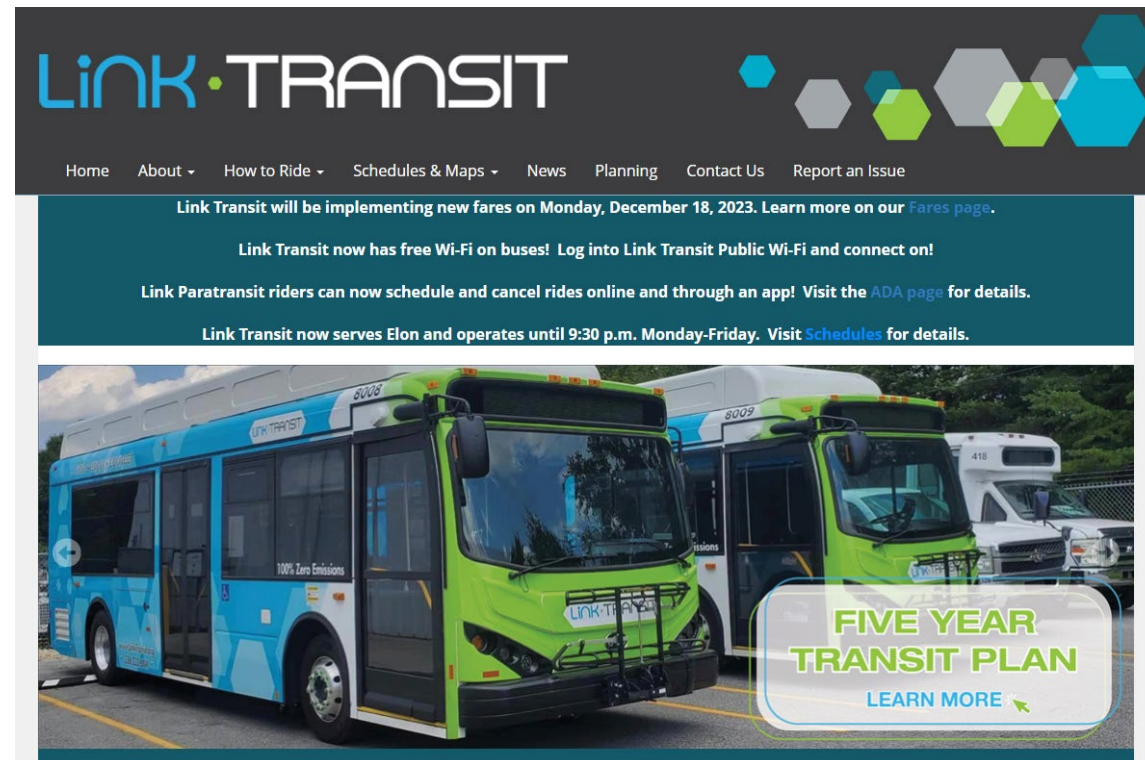 LINK·TRANSIT
Home About How to Ride Schedules & Maps News Planning Contact Us Report an Issue
Link Transit will be implementing new fares on Monday, December 18, 2023. Learn more on our Fares page.
Link Transit now has free Wi-Fi on buses! Log into Link Transit Public Wi-Fi and connect on!
Link Paratransit riders can now schedule and cancel rides online and through an app! Visit the ADA page for details.
Link Transit now serves Elon and operates until 9:30 p.m. Monday-Friday. Visit Schedules for details.
8008
LINK·TRANSIT
8009
418
100% Zero Emissions
issions
LINK·TRANSIT
FIVE YEAR
TRANSIT PLAN
LEARN MORE